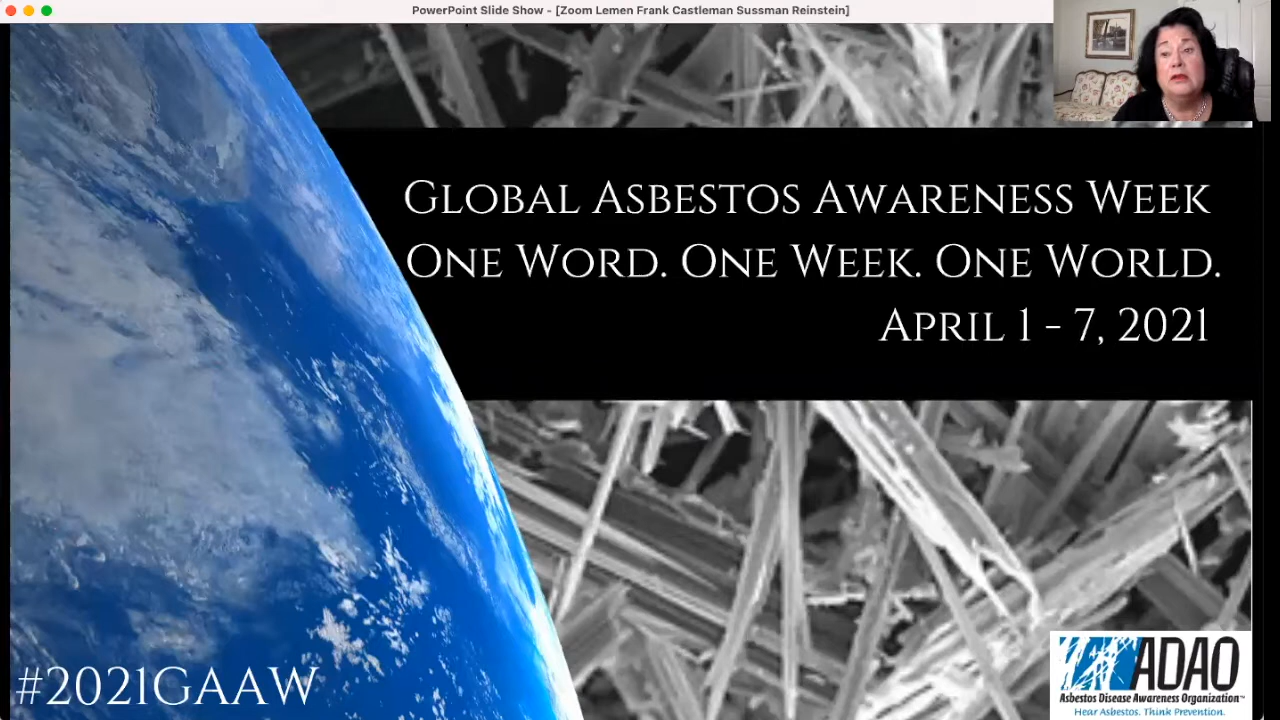 PowerPoint Slide Show - [Zoom Lemen Frank Castleman Sussman Reinstein]
Global Asbestos Awareness Week
One Word. One Week. One World.
April 1 - 7, 2021
#2021GAAW
ADAO
Asbestos Disease Awareness Organization™
Hear Asbestos. Think Prevention.